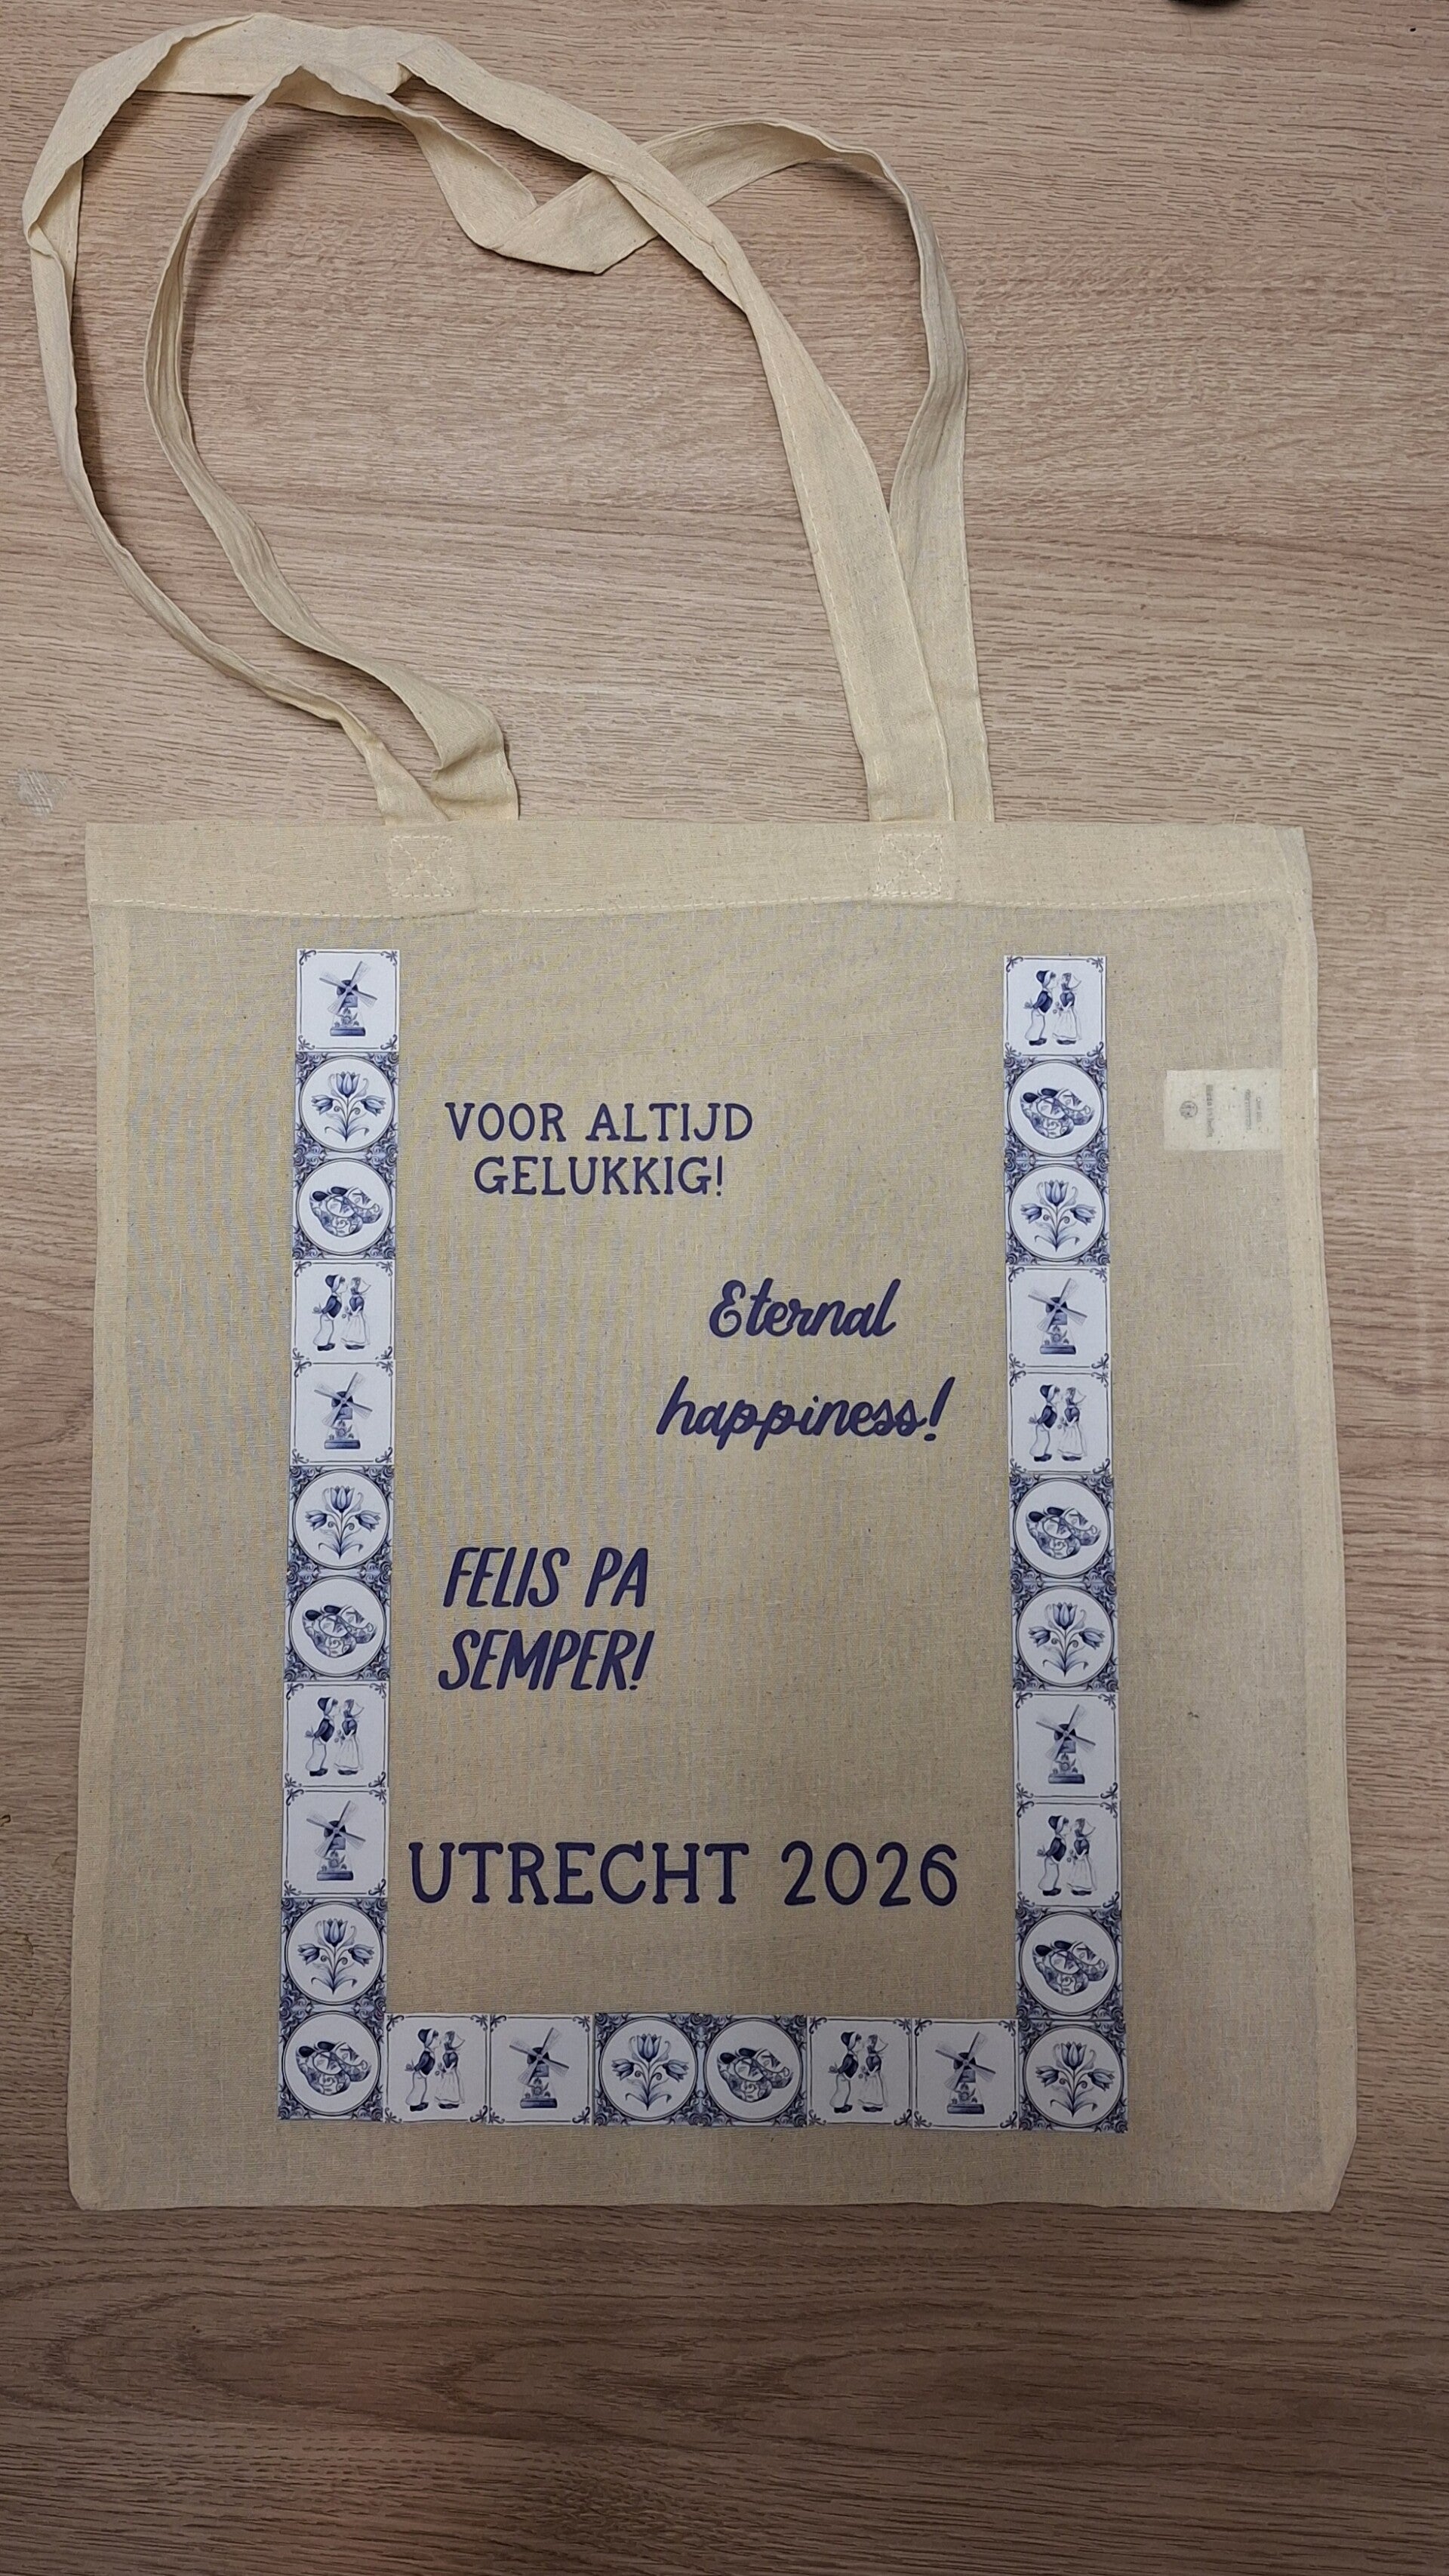 VOOR ALTIJD
GELUKKIG!
Eternal
happiness!
FELIS PA
SEMPER!
UTRECHT 2026